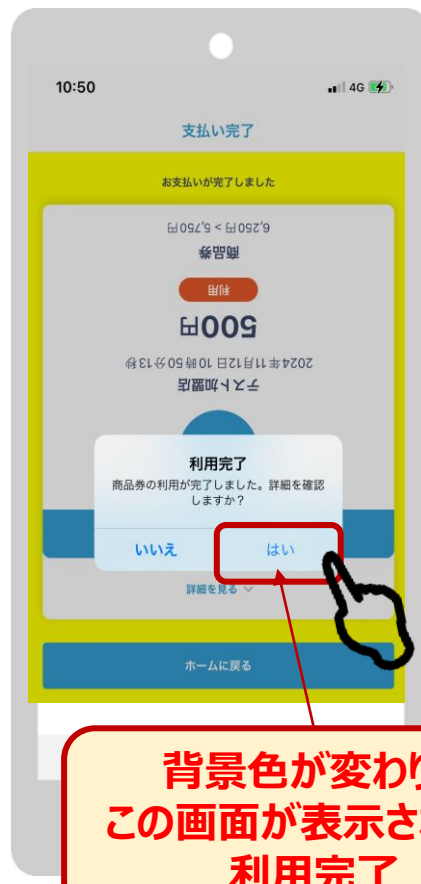 10:50
4G
支払い完了
お支払いが完了しました
6,250円 > 5,750円
商品券
利用
500円
2024年11月12日 10時50分13秒
テスト加盟店
利用完了
商品券の利用が完了しました。詳細を確認
しますか？
いいえ
はい
詳細を見る
ホームに戻る
背景色が変わり
この画面が表示さ
利用完了